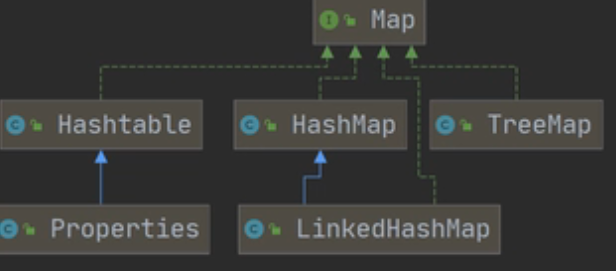 Map
Hashtable HashMap TreeMap
Properties LinkedHashMap